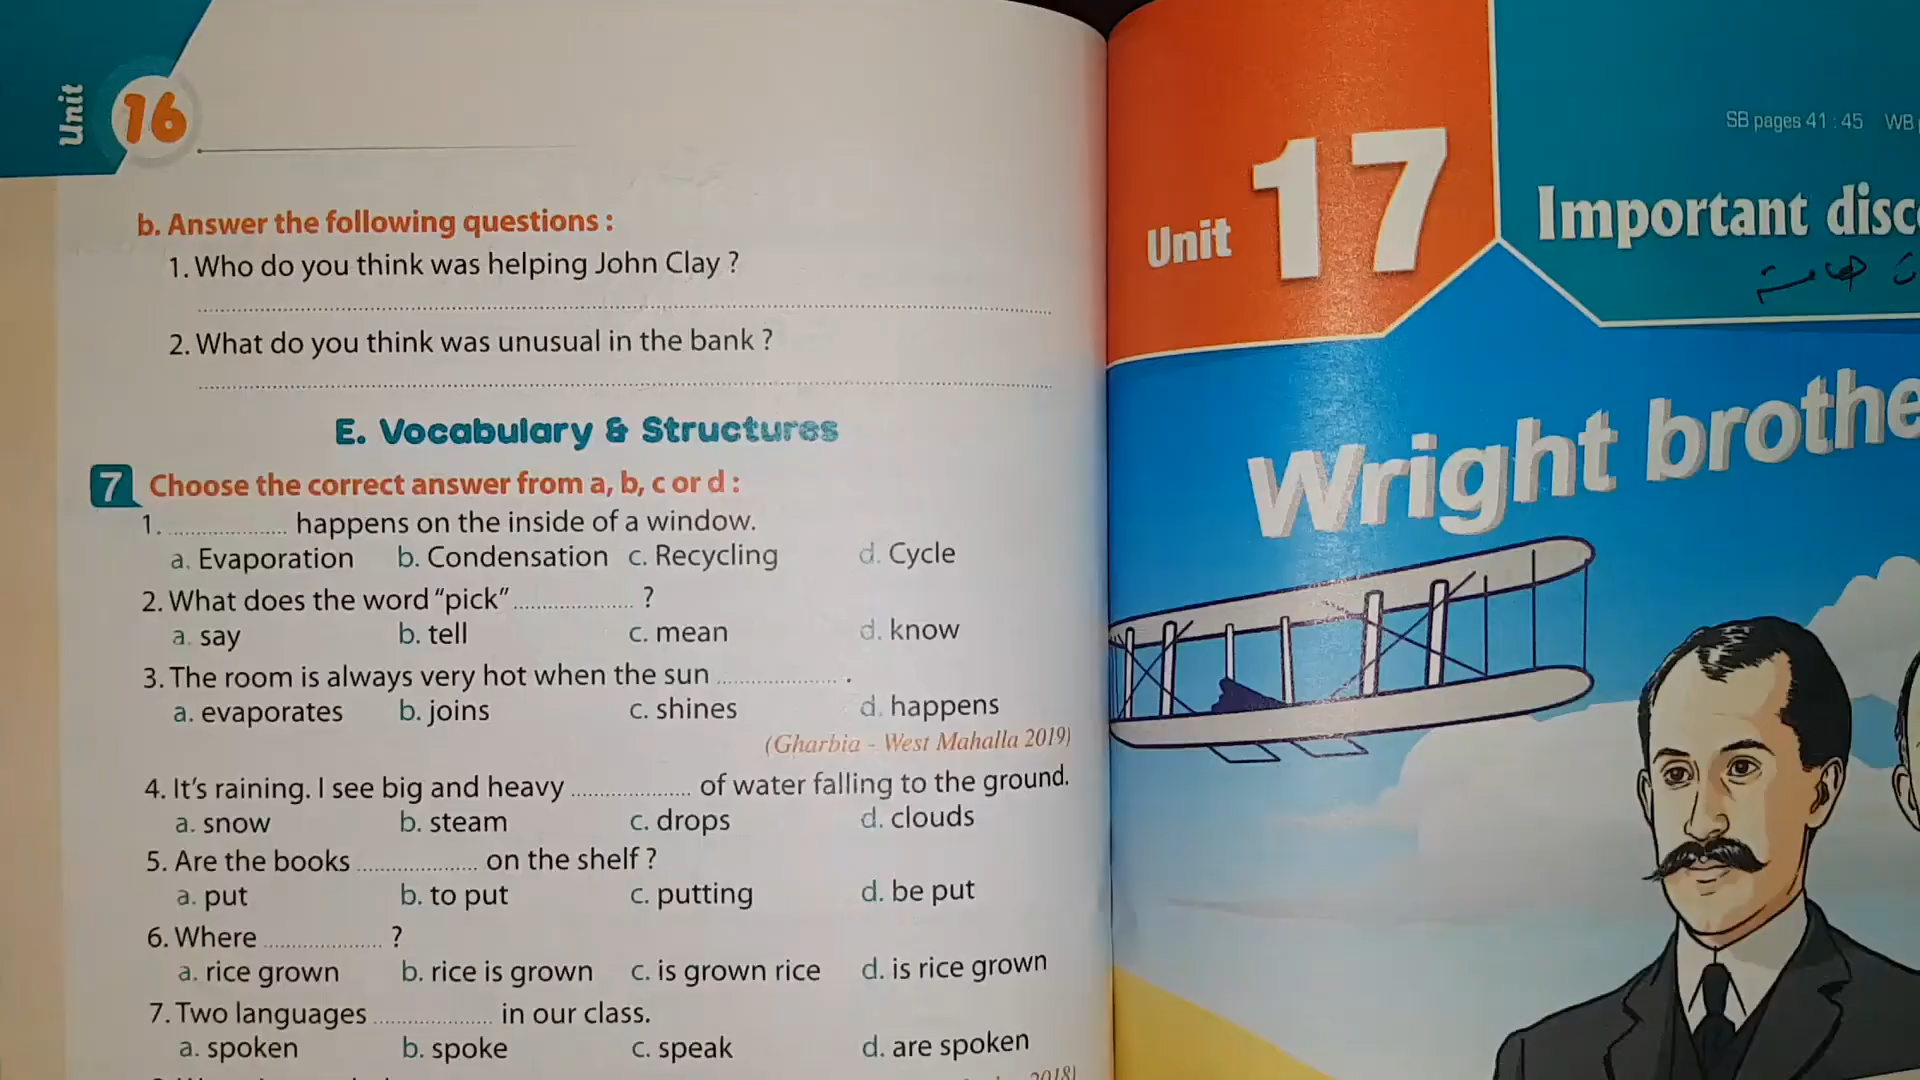 Unit 16
b. Answer the following questions :
1. Who do you think was helping John Clay ?
2. What do you think was unusual in the bank ?
E. Vocabulary & Structures
7 Choose the correct answer from a, b, c or d :
1. .................... happens on the inside of a window.
a. Evaporation b. Condensation c. Recycling d. Cycle
2. What does the word “pick” .................... ?
a. say b. tell c. mean d. know
3. The room is always very hot when the sun .................... .
a. evaporates b. joins c. shines d. happens
(Gharbia - West Mahalla 2019)
4. It’s raining. I see big and heavy .................... of water falling to the ground.
a. snow b. steam c. drops d. clouds
5. Are the books .................... on the shelf ?
a. put b. to put c. putting d. be put
6. Where .................... ?
a. rice grown b. rice is grown c. is grown rice d. is rice grown
7. Two languages .................... in our class.
a. spoken b. spoke c. speak d. are spoken
2018)
Unit 17
SB pages 41 : 45 WB
Important disc
Wright brothe